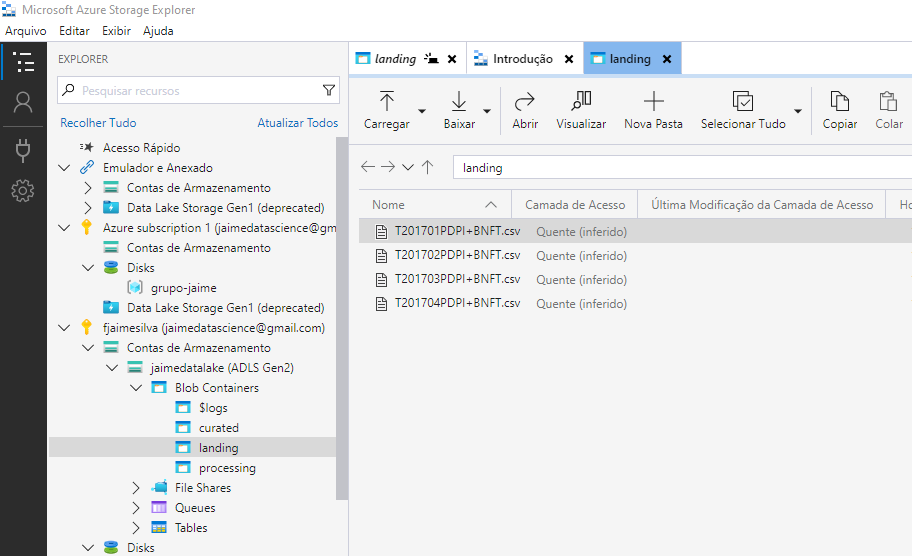 Microsoft Azure Storage Explorer
Arquivo Editar Exibir Ajuda
EXPLORER
Pesquisar recursos
Recolher Tudo Atualizar Todos
Acesso Rápido
Emulador e Anexado
Contas de Armazenamento
Data Lake Storage Gen1 (deprecated)
Azure subscription 1 (jaimedatascience@gm
Contas de Armazenamento
Disks
grupo-jaime
Data Lake Storage Gen1 (deprecated)
fjaimesilva (jaimedatascience@gmail.com)
Contas de Armazenamento
jaimedatalake (ADLS Gen2)
Blob Containers
$logs
curated
landing
processing
File Shares
Queues
Tables
Disks
landing Introdução landing
Carregar Baixar Abrir Visualizar Nova Pasta Selecionar Tudo Copiar Colar
landing
Nome Camada de Acesso Última Modificação da Camada de Acesso Ho
T201701PDPI+BNFT.csv Quente (inferido)
T201702PDPI+BNFT.csv Quente (inferido)
T201703PDPI+BNFT.csv Quente (inferido)
T201704PDPI+BNFT.csv Quente (inferido)